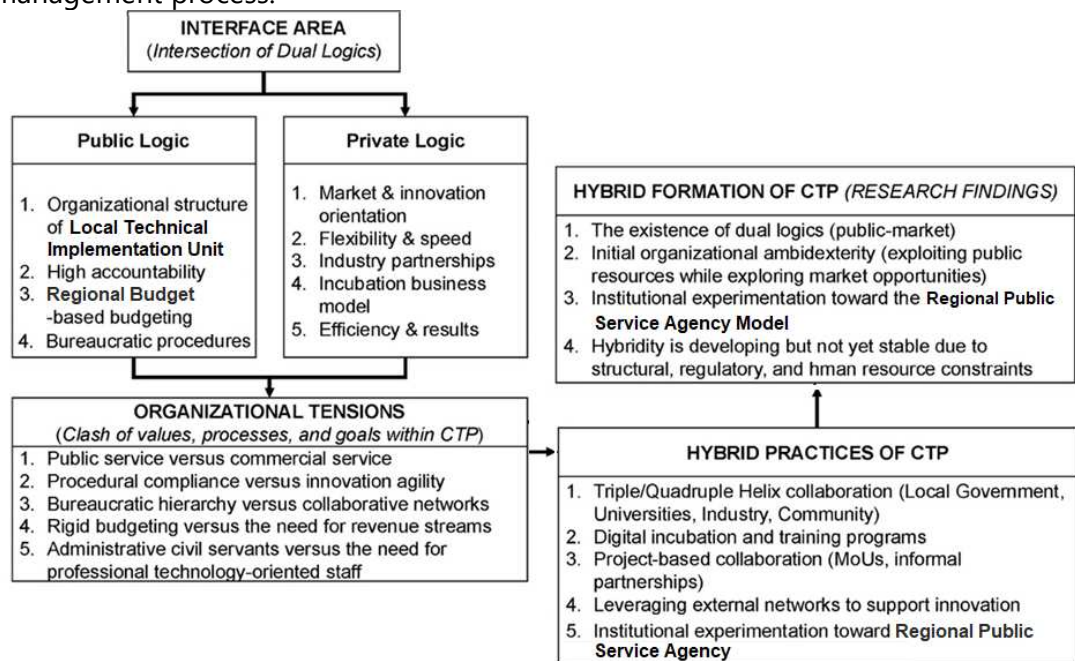 management process.
INTERFACE AREA
(Intersection of Dual Logics)
Public Logic
1. Organizational structure
of Local Technical
Implementation Unit
2. High accountability
3. Regional Budget
-based budgeting
4. Bureaucratic procedures
Private Logic
1. Market & innovation
orientation
2. Flexibility & speed
3. Industry partnerships
4. Incubation business
model
5. Efficiency & results
ORGANIZATIONAL TENSIONS
(Clash of values, processes, and goals within CTP)
1. Public service versus commercial service
2. Procedural compliance versus innovation agility
3. Bureaucratic hierarchy versus collaborative networks
4. Rigid budgeting versus the need for revenue streams
5. Administrative civil servants versus the need for
professional technology-oriented staff
HYBRID PRACTICES OF CTP
1. Triple/Quadruple Helix collaboration (Local Government,
Universities, Industry, Community)
2. Digital incubation and training programs
3. Project-based collaboration (MoUs, informal
partnerships)
4. Leveraging external networks to support innovation
5. Institutional experimentation toward Regional Public
Service Agency
HYBRID FORMATION OF CTP (RESEARCH FINDINGS)
1. The existence of dual logics (public-market)
2. Initial organizational ambidexterity (exploiting public
resources while exploring market opportunities)
3. Institutional experimentation toward the Regional Public
Service Agency Model
4. Hybridity is developing but not yet stable due to
structural, regulatory, and hman resource constraints